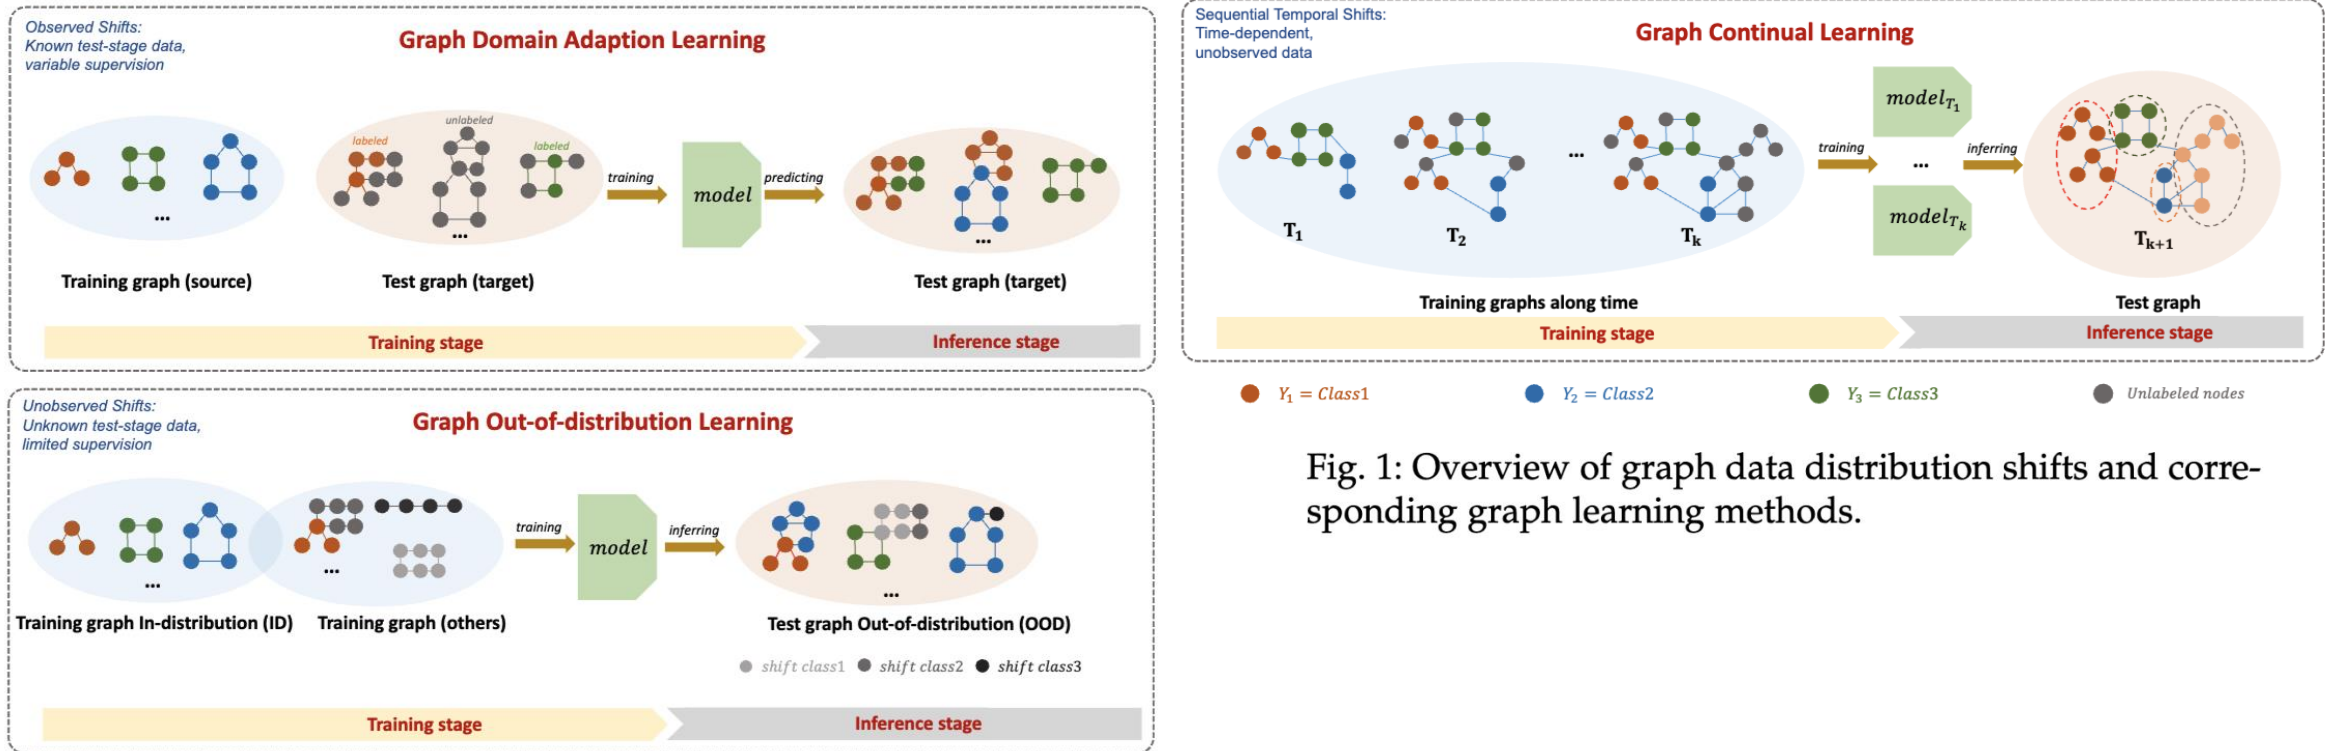 Observed Shifts:
Known test-stage data,
variable supervision
Graph Domain Adaption Learning
labeled
unlabeled
labeled
...
...
...
training
model
predicting
Training graph (source)
Test graph (target)
Test graph (target)
Training stage
Inference stage
Unobserved Shifts:
Unknown test-stage data,
limited supervision
Graph Out-of-distribution Learning
...
...
...
training
model
inferring
Training graph In-distribution (ID)
Training graph (others)
Test graph Out-of-distribution (OOD)
shift class1
shift class2
shift class3
Training stage
Inference stage
Sequential Temporal Shifts:
Time-dependent,
unobserved data
Graph Continual Learning
T1
T2
...
Tk
training
modelT1
...
modelTk
inferring
Tk+1
Training graphs along time
Test graph
Training stage
Inference stage
Y1 = Class1
Y2 = Class2
Y3 = Class3
Unlabeled nodes
Fig. 1: Overview of graph data distribution shifts and corre-
sponding graph learning methods.